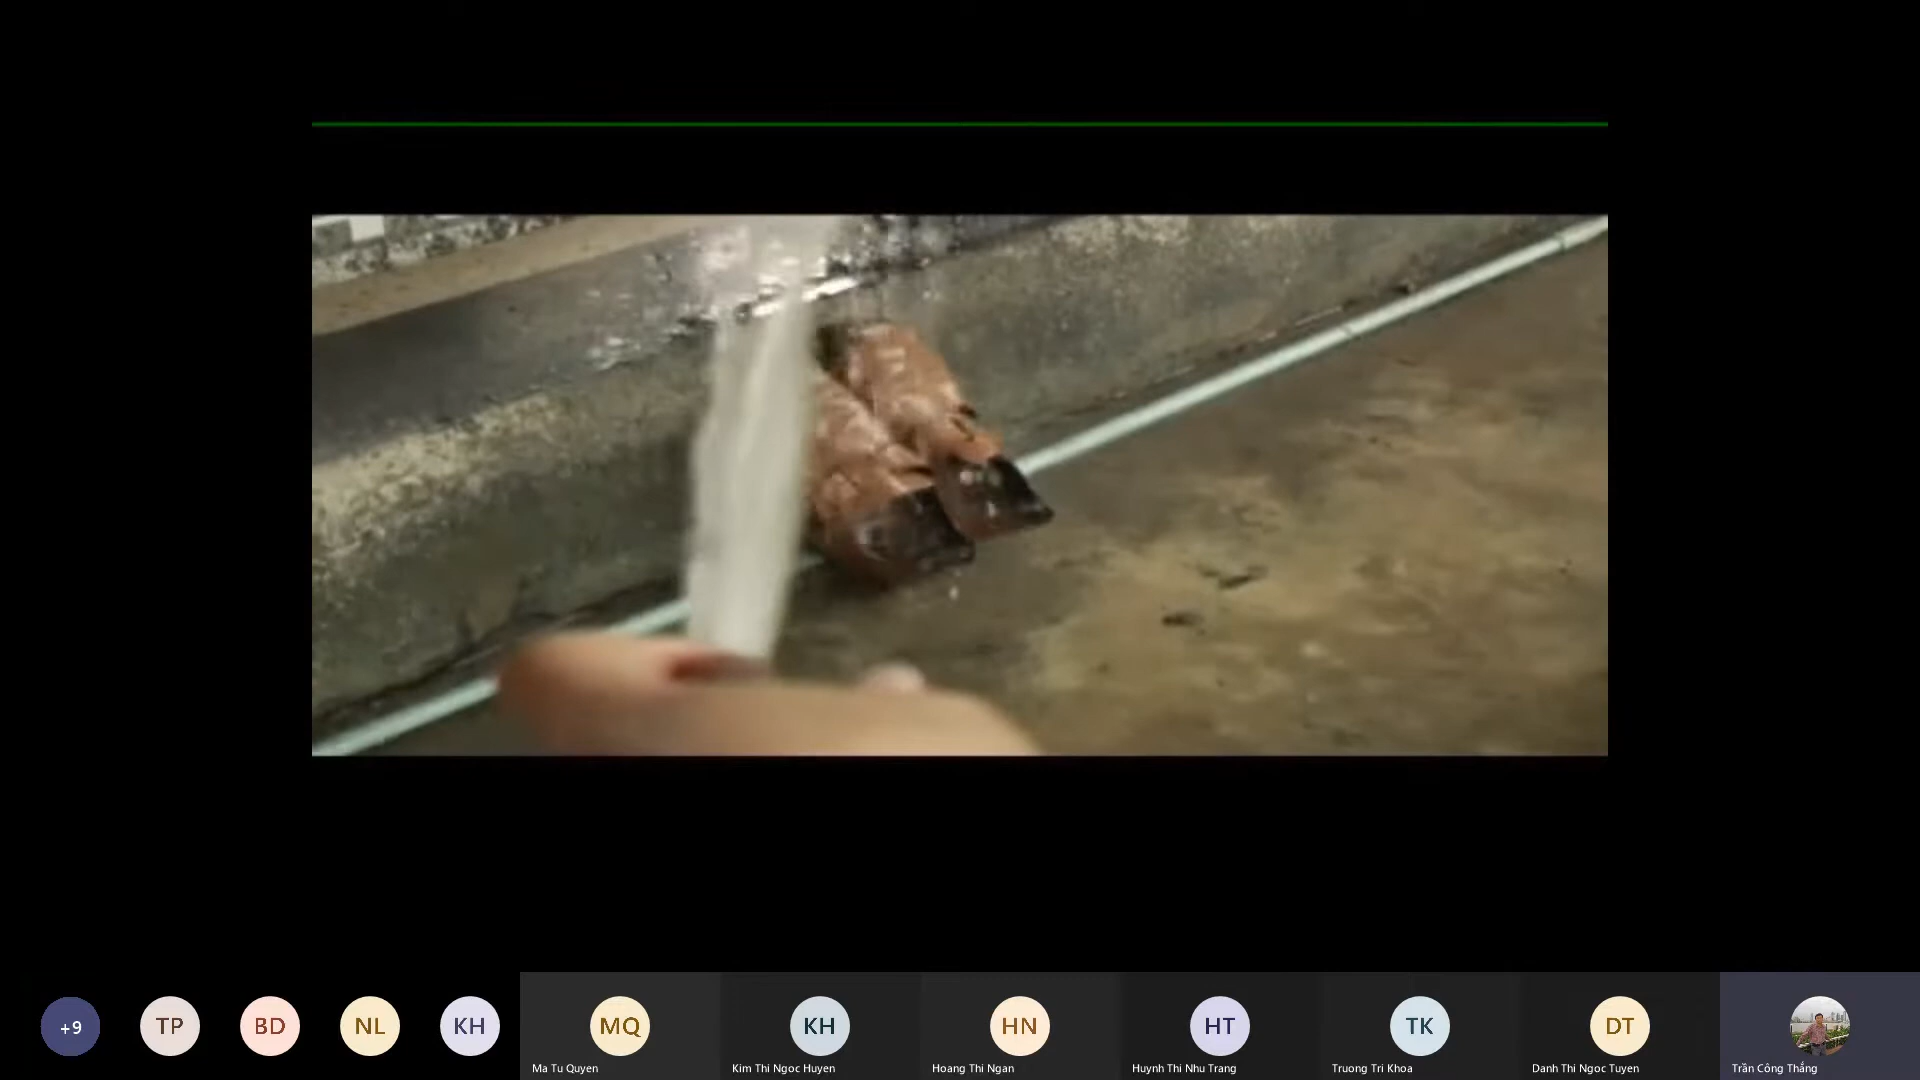 +9
TP
BD
NL
KH
MQ
KH
HN
HT
TK
DT
Ma Tu Quyen
Kim Thi Ngoc Huyen
Hoang Thi Ngan
Huynh Thi Nhu Trang
Truong Tri Khoa
Danh Thi Ngoc Tuyen
Trần Công Thắng